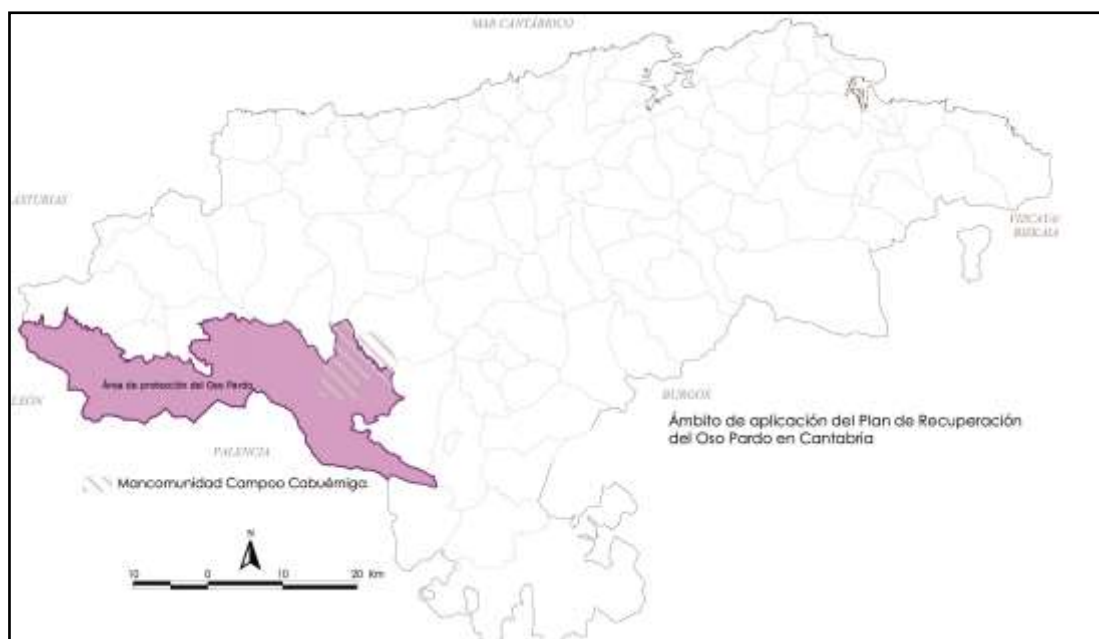 MAR CANTÁBRICO
ASTURIAS
VIZCAYA/
BIZKAIA
Área de protección del Oso Pardo
LEÓN
BURGOS
Ámbito de aplicación del Plan de Recuperación
del Oso Pardo en Cantabria
PALENCIA
Mancomunidad Campoo Cabuérniga
N
10 0 10 20 Km